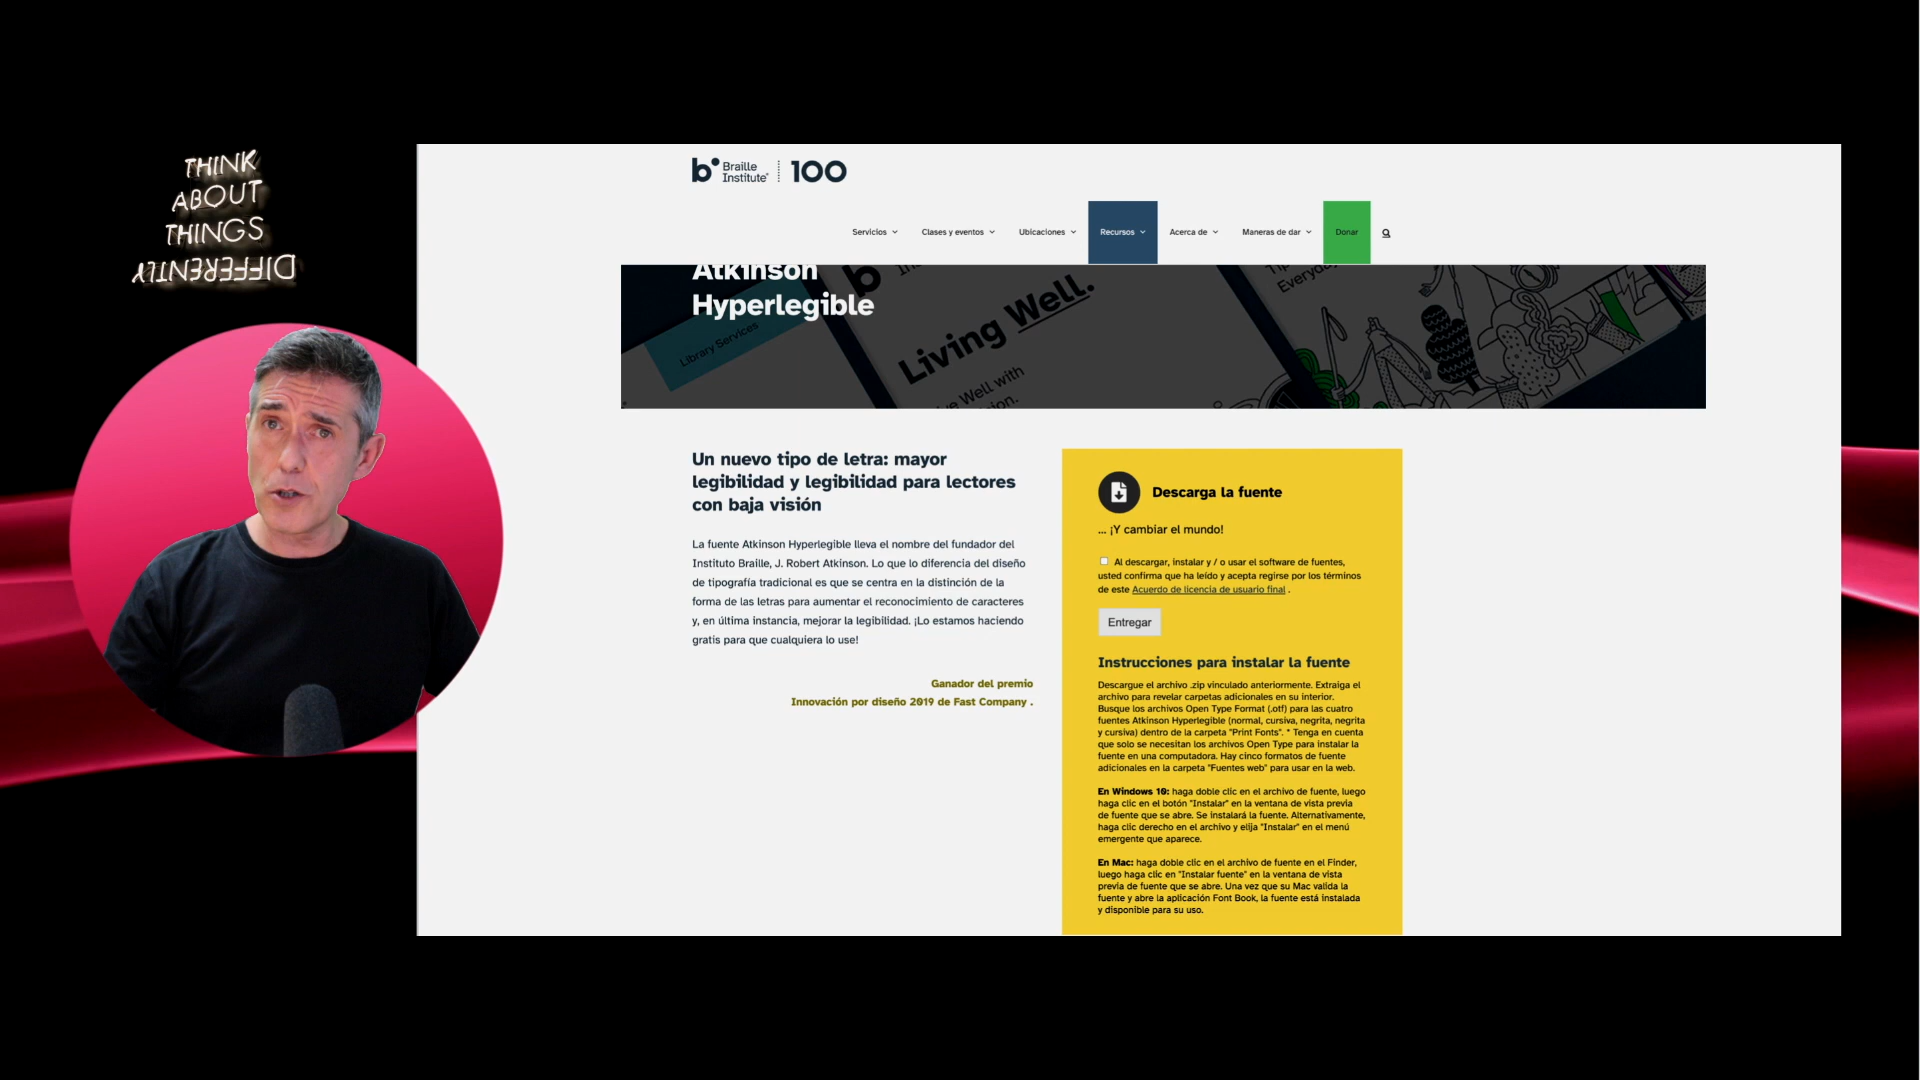 THINK
ABOUT
THINGS
DIFFERENTLY
b Braille
Institute
100
Servicios
Clases y eventos
Ubicaciones
Recursos
Acerca de
Maneras de dar
Donar
Atkinson
Hyperlegible
Library Services
Living Well.
Live Well with
Un nuevo tipo de letra: mayor
legibilidad y legibilidad para lectores
con baja visión
La fuente Atkinson Hyperlegible lleva el nombre del fundador del
Instituto Braille, J. Robert Atkinson. Lo que lo diferencia del diseño
de tipografía tradicional es que se centra en la distinción de la
forma de las letras para aumentar el reconocimiento de caracteres
y, en última instancia, mejorar la legibilidad. ¡Lo estamos haciendo
gratis para que cualquiera lo use!
Ganador del premio
Innovación por diseño 2019 de Fast Company .
Descarga la fuente
... ¡Y cambiar el mundo!
Al descargar, instalar y / o usar el software de fuentes,
usted confirma que ha leído y acepta regirse por los términos
de este Acuerdo de licencia de usuario final .
Entregar
Instrucciones para instalar la fuente
Descargue el archivo .zip vinculado anteriormente. Extraiga el
archivo para revelar carpetas adicionales en su interior.
Busque los archivos Open Type Format (.otf) para las cuatro
fuentes Atkinson Hyperlegible (normal, cursiva, negrita, negrita
y cursiva) dentro de la carpeta "Print Fonts". * Tenga en cuenta
que solo se necesitan los archivos Open Type para instalar la
fuente en una computadora. Hay cinco formatos de fuente
adicionales en la carpeta "Fuentes web" para usar en la web.
En Windows 10: haga doble clic en el archivo de fuente, luego
haga clic en el botón "Instalar" en la ventana de vista previa
de fuente que se abre. Se instalará la fuente. Alternativamente,
haga clic derecho en el archivo y elija "Instalar" en el menú
emergente que aparece.
En Mac: haga doble clic en el archivo de fuente en el Finder,
luego haga clic en "Instalar fuente" en la ventana de vista
previa de fuente que se abre. Una vez que su Mac valida la
fuente y abre la aplicación Font Book, la fuente está instalada
y disponible para su uso.